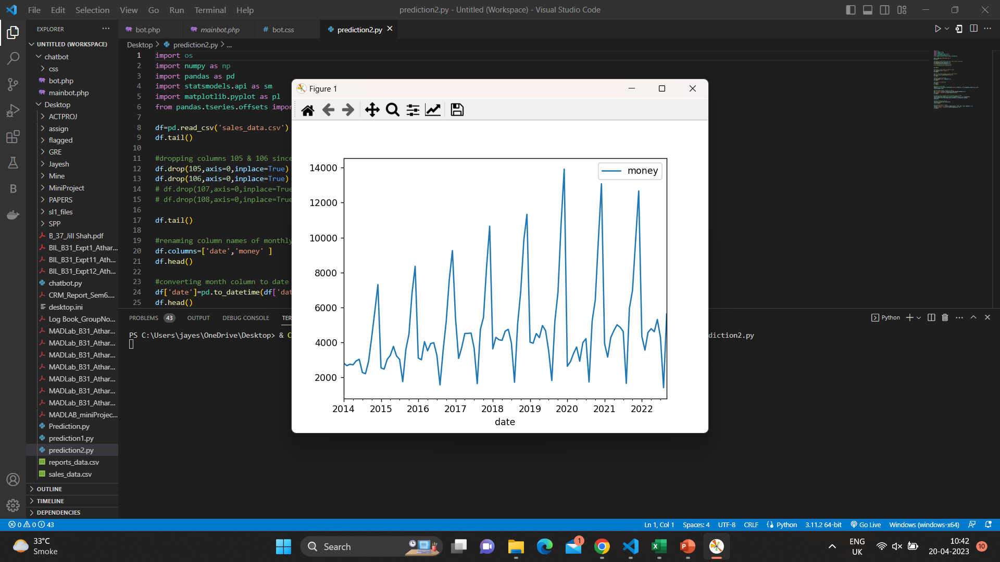 File Edit Selection View Go Run Terminal Help
prediction2.py - Untitled (Workspace) - Visual Studio Code
EXPLORER
UNTITLED (WORKSPACE)
chatbot
css
bot.php
mainbot.php
Desktop
ACTPROJ
assign
flagged
GRE
Jayesh
Mine
MiniProject
PAPERS
sl1_files
SPP
B_37_Jill Shah.pdf
BIL_B31_Expt1_Athar...
BIL_B31_Expt11_Ath...
BIL_B31_Expt12_Ath...
chatbot.py
CRM_Report_Sem6....
desktop.ini
Log Book_GroupNo...
MADLab_B31_Athar...
MADLab_B31_Athar...
MADLab_B31_Athar...
MADLab_B31_Athar...
MADLab_B31_Athar...
MADLab_B31_Athar...
MADLab_B31_Athar...
MADLAB_miniProjec...
Prediction.py
prediction1.py
prediction2.py
reports_data.csv
sales_data.csv
OUTLINE
TIMELINE
DEPENDENCIES
bot.php mainbot.php # bot.css prediction2.py
Desktop > prediction2.py > ...
1 import os
2 import numpy as np
3 import pandas as pd
4 import statsmodels.api as sm
5 import matplotlib.pyplot as pl
6 from pandas.tseries.offsets impor
7
8 df=pd.read_csv('sales_data.csv')
9 df.tail()
10
11 #dropping columns 105 & 106 since
12 df.drop(105,axis=0,inplace=True)
13 df.drop(106,axis=0,inplace=True)
14 # df.drop(107,axis=0,inplace=True
15 # df.drop(108,axis=0,inplace=True
16
17 df.tail()
18
19 #renaming column names of monthly
20 df.columns=['date','money' ]
21 df.head()
22
23 #converting month column to date
24 df['date']=pd.to_datetime(df['dat
25 df.head()
Figure 1
money
14000
12000
10000
8000
6000
4000
2000
2014 2015 2016 2017 2018 2019 2020 2021 2022
date
PROBLEMS 43 OUTPUT DEBUG CONSOLE TER
Python
PS C:\Users\jayes\OneDrive\Desktop> & C
diction2.py
0 0 43
Ln 1, Col 1 Spaces: 4 UTF-8 CRLF Python 3.11.2 64-bit Go Live Windows (windows-x64)
33°C
Smoke
Search
1
ENG
UK
10:42
20-04-2023
10